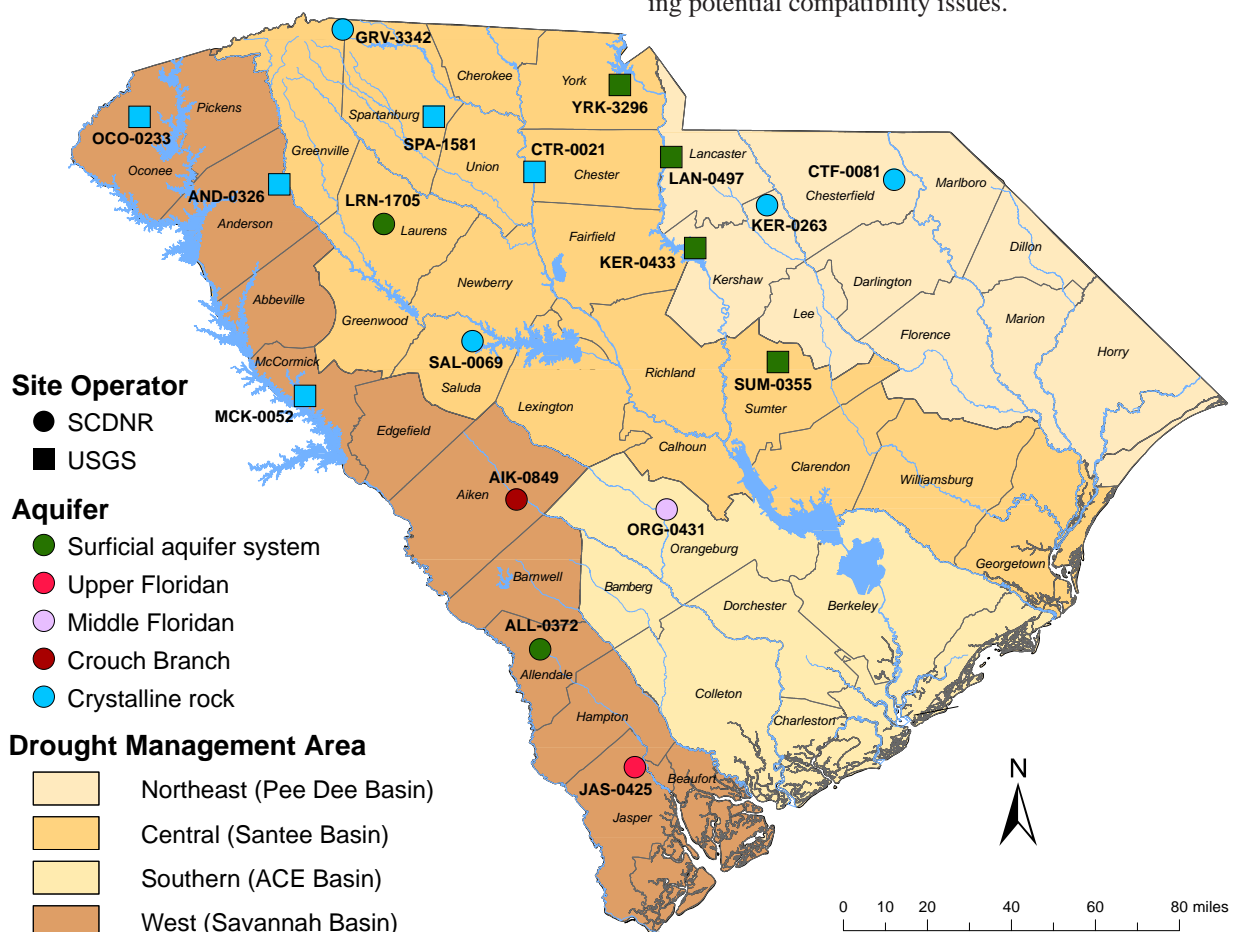 ing potential compatibility issues.
GRV-3342
Cherokee
York
YRK-3296
Pickens
OCO-0233
Oconee
Spartanburg
SPA-1581
Greenville
Union
CTR-0021
Chester
Lancaster
LAN-0497
CTF-0081
Chesterfield
Marlboro
AND-0326
Anderson
LRN-1705
Laurens
KER-0263
Fairfield
KER-0433
Dillon
Kershaw
Darlington
Newberry
Abbeville
Lee
Marion
Greenwood
Florence
Horry
McCormick
SAL-0069
Saluda
Richland
SUM-0355
Sumter
MCK-0052
Lexington
Edgefield
Calhoun
Clarendon
Williamsburg
AIK-0849
Aiken
ORG-0431
Orangeburg
Georgetown
Barnwell
Bamberg
Dorchester
Berkeley
ALL-0372
Allendale
Colleton
Hampton
Charleston
Beaufort
JAS-0425
Jasper
Site Operator
SCDNR
USGS
Aquifer
Surficial aquifer system
Upper Floridan
Middle Floridan
Crouch Branch
Crystalline rock
Drought Management Area
Northeast (Pee Dee Basin)
Central (Santee Basin)
Southern (ACE Basin)
West (Savannah Basin)
N
0 10 20 40 60 80 miles